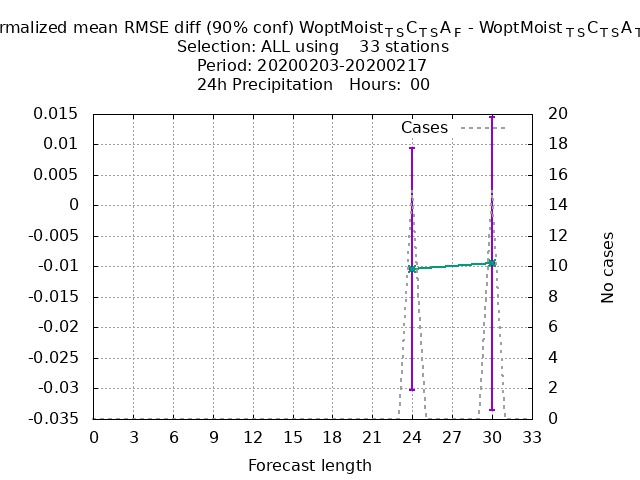 rmalized mean RMSE diff (90% conf) WoptMoist_TS C_TS A_F - WoptMoist_TS C_TS A_T
Selection: ALL using 33 stations
Period: 20200203-20200217
24h Precipitation Hours: 00
0.015
0.01
0.005
0
-0.005
-0.01
-0.015
-0.02
-0.025
-0.03
-0.035
Cases
20
18
16
14
12
10
8
6
4
2
0
No cases
0 3 6 9 12 15 18 21 24 27 30 33
Forecast length